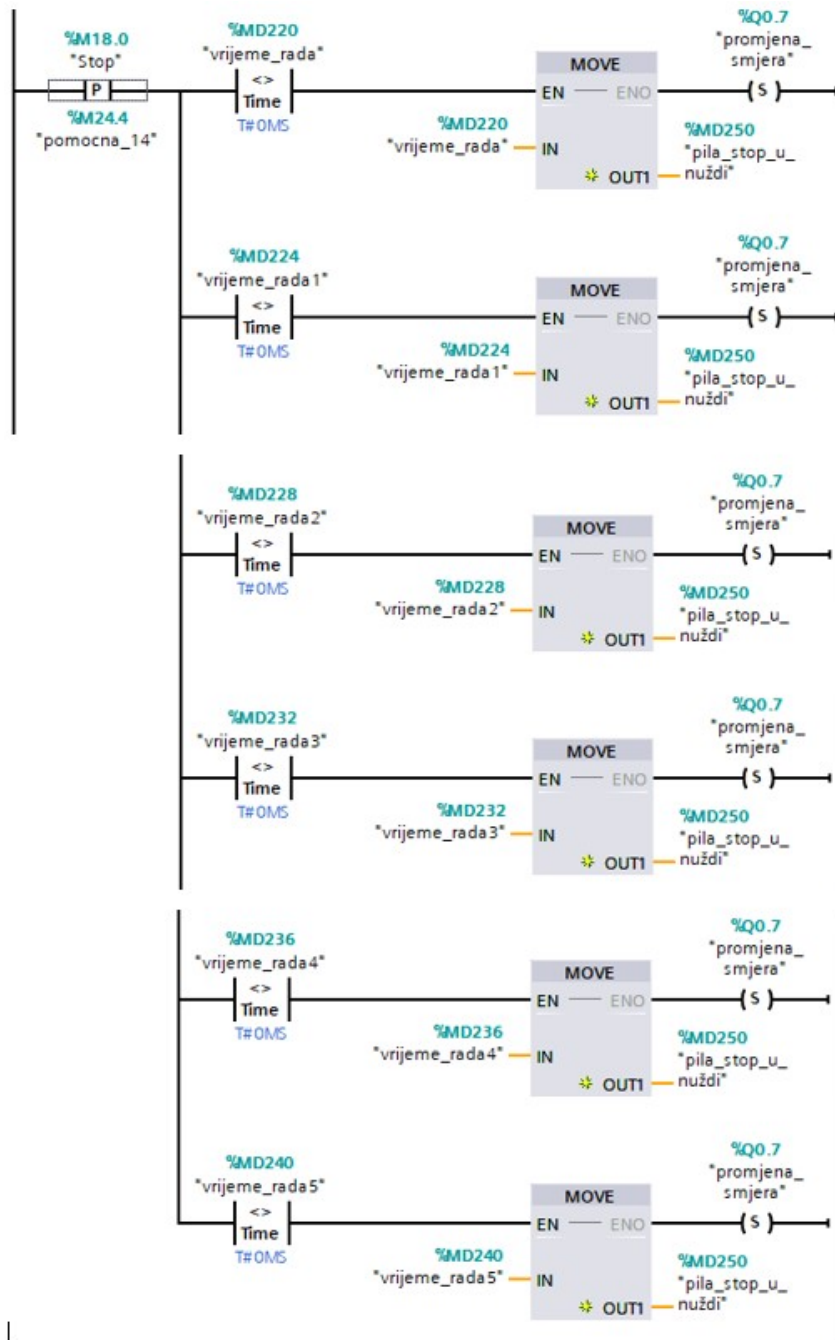 %M18.0
"Stop"
P
%M24.4
"pomocna_14"
%MD220
"vrijeme_rada"
<>
Time
T#0MS
MOVE
EN
ENO
%MD220
"vrijeme_rada"
IN
OUT1
%Q0.7
"promjena_
smjera"
S
%MD250
"pila_stop_u_
nuždi"
%MD224
"vrijeme_rada1"
<>
Time
T#0MS
MOVE
EN
ENO
%MD224
"vrijeme_rada1"
IN
OUT1
%Q0.7
"promjena_
smjera"
S
%MD250
"pila_stop_u_
nuždi"
%MD228
"vrijeme_rada2"
<>
Time
T#0MS
MOVE
EN
ENO
%MD228
"vrijeme_rada2"
IN
OUT1
%Q0.7
"promjena_
smjera"
S
%MD250
"pila_stop_u_
nuždi"
%MD232
"vrijeme_rada3"
<>
Time
T#0MS
MOVE
EN
ENO
%MD232
"vrijeme_rada3"
IN
OUT1
%Q0.7
"promjena_
smjera"
S
%MD250
"pila_stop_u_
nuždi"
%MD236
"vrijeme_rada4"
<>
Time
T#0MS
MOVE
EN
ENO
%MD236
"vrijeme_rada4"
IN
OUT1
%Q0.7
"promjena_
smjera"
S
%MD250
"pila_stop_u_
nuždi"
%MD240
"vrijeme_rada5"
<>
Time
T#0MS
MOVE
EN
ENO
%MD240
"vrijeme_rada5"
IN
OUT1
%Q0.7
"promjena_
smjera"
S
%MD250
"pila_stop_u_
nuždi"